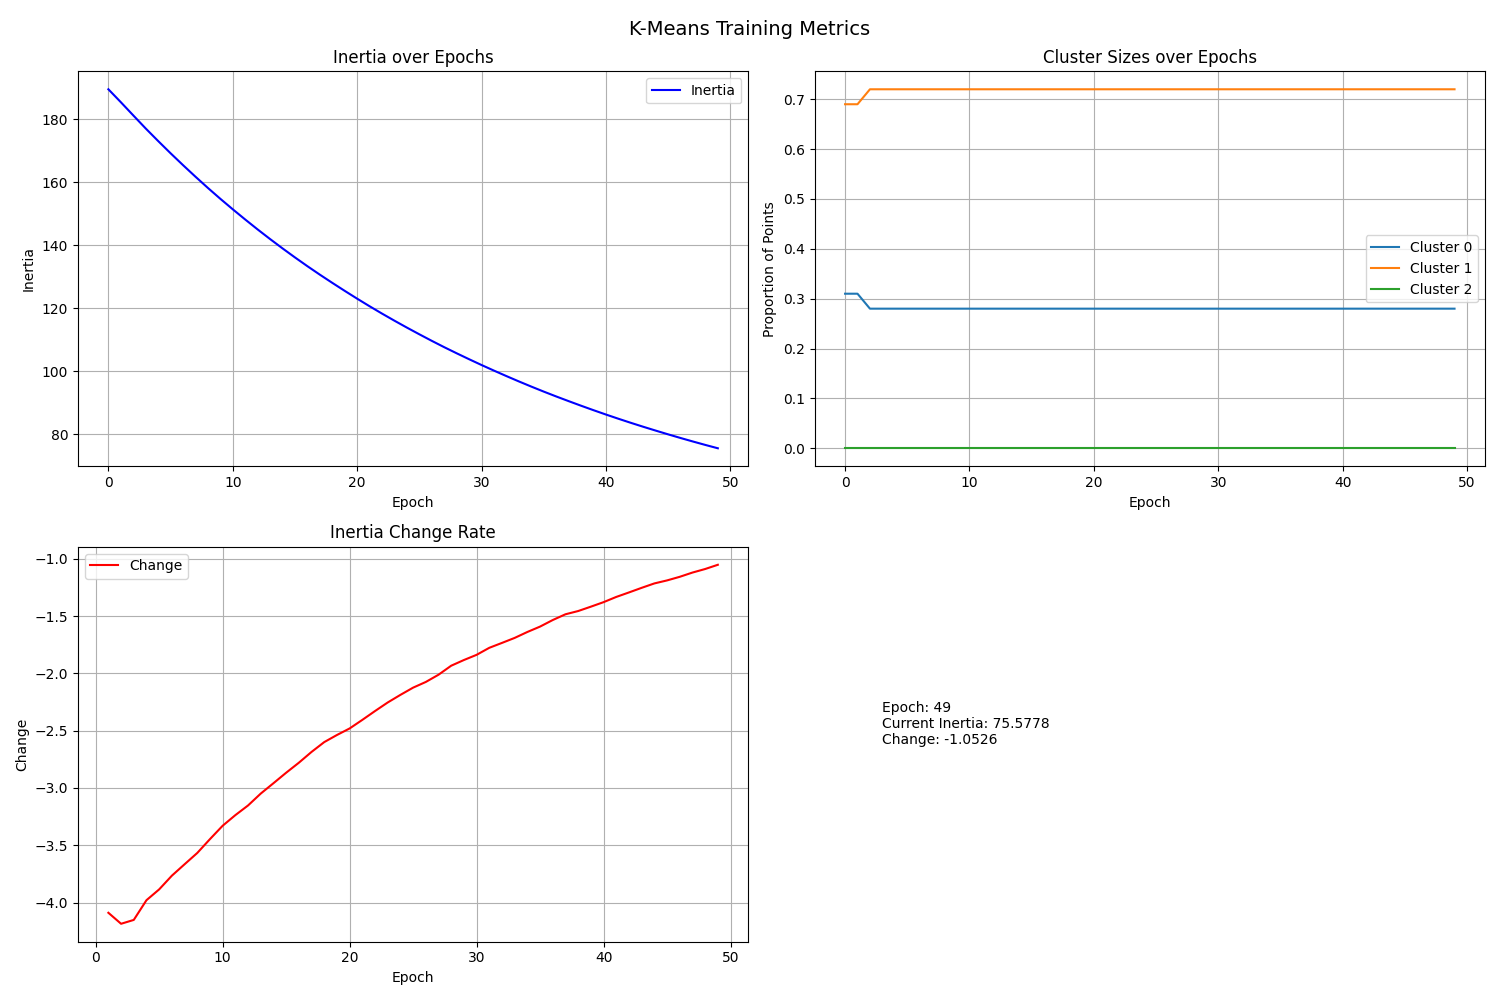 K-Means Training Metrics
Inertia over Epochs
Inertia
180
160
140
120
100
80
Inertia
0 10 20 30 40 50
Epoch
Cluster Sizes over Epochs
0.7
0.6
0.5
0.4
0.3
0.2
0.1
0.0
Proportion of Points
Cluster 0
Cluster 1
Cluster 2
0 10 20 30 40 50
Epoch
Inertia Change Rate
Change
−1.0
−1.5
−2.0
−2.5
−3.0
−3.5
−4.0
Change
0 10 20 30 40 50
Epoch
Epoch: 49
Current Inertia: 75.5778
Change: -1.0526